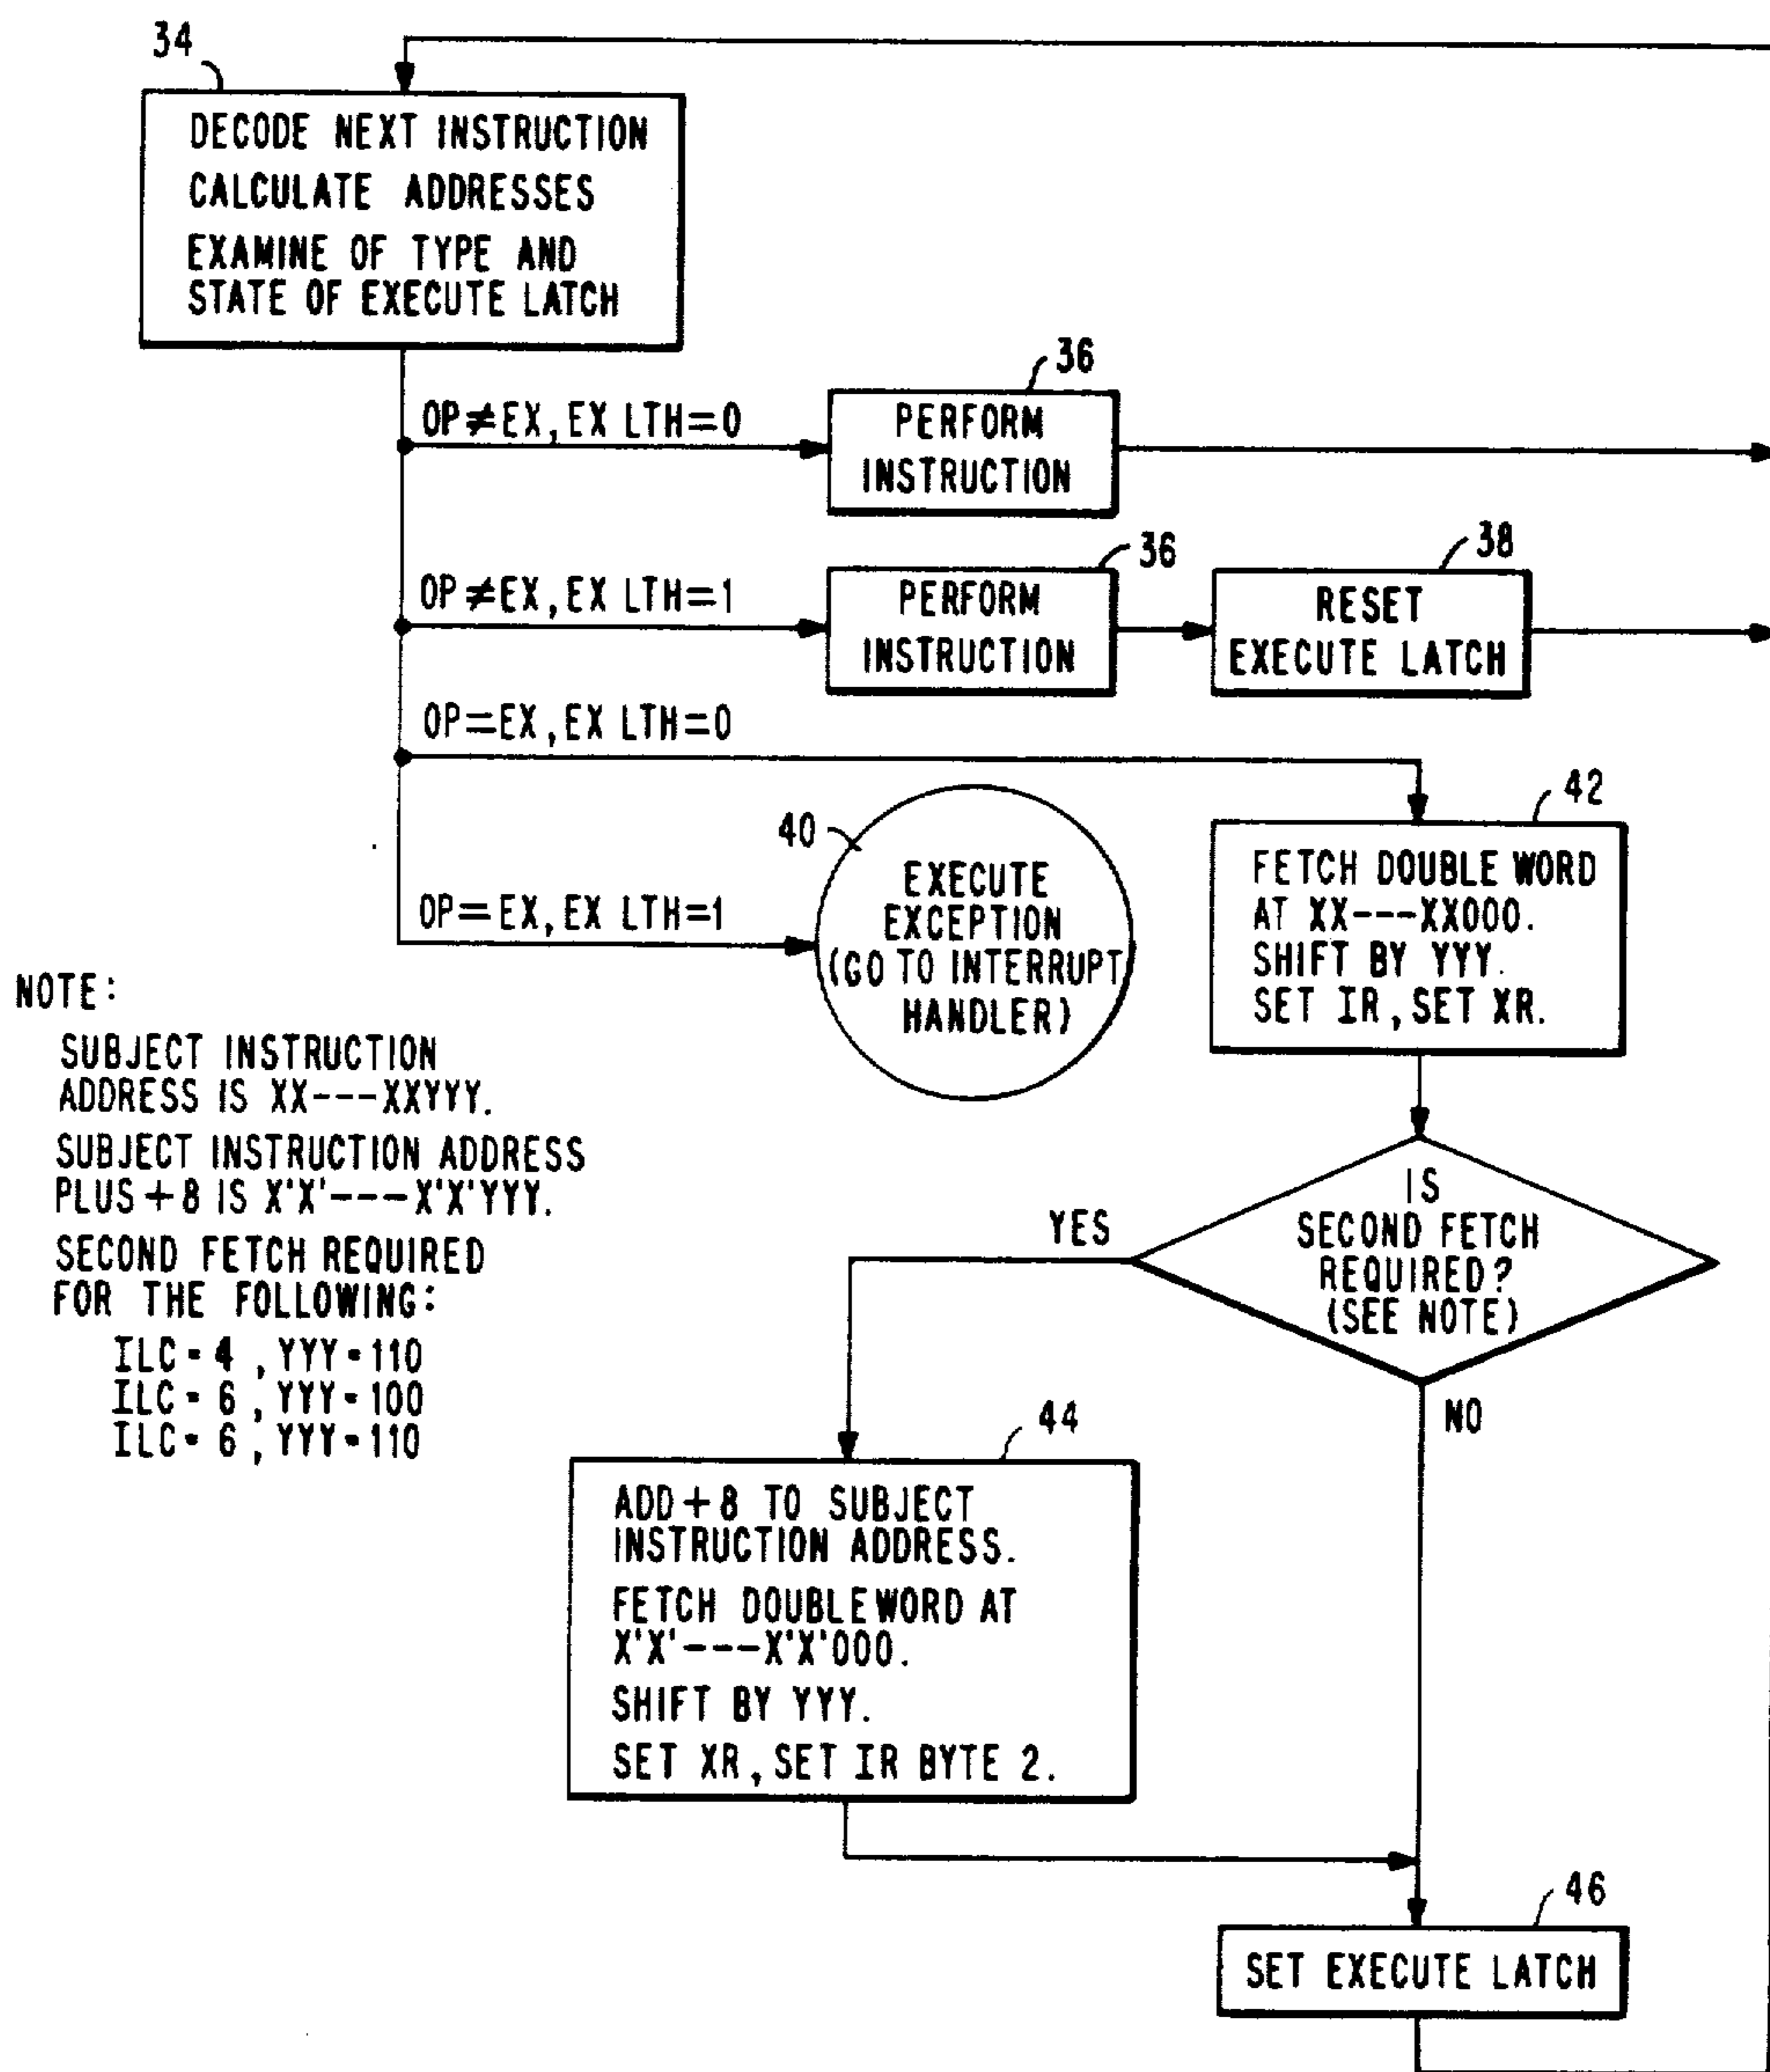 34
DECODE NEXT INSTRUCTION
CALCULATE ADDRESSES
EXAMINE OF TYPE AND
STATE OF EXECUTE LATCH
OP≠EX, EX LTH=0
36
PERFORM
INSTRUCTION
OP≠EX, EX LTH=1
36
PERFORM
INSTRUCTION
38
RESET
EXECUTE LATCH
OP=EX, EX LTH=0
42
FETCH DOUBLE WORD
AT XX---XX000.
SHIFT BY YYY.
SET IR, SET XR.
OP=EX, EX LTH=1
40
EXECUTE
EXCEPTION
(GO TO INTERRUPT
HANDLER)
NOTE:
SUBJECT INSTRUCTION
ADDRESS IS XX---XXYYY.
SUBJECT INSTRUCTION ADDRESS
PLUS +8 IS X'X'----X'X'YYY.
SECOND FETCH REQUIRED
FOR THE FOLLOWING:
ILC=4, YYY=110
ILC=6, YYY=100
ILC=6, YYY=110
IS
SECOND FETCH
REQUIRED?
(SEE NOTE)
YES
NO
44
ADD +8 TO SUBJECT
INSTRUCTION ADDRESS.
FETCH DOUBLEWORD AT
X'X'---X'X'000.
SHIFT BY YYY.
SET XR, SET IR BYTE 2.
46
SET EXECUTE LATCH